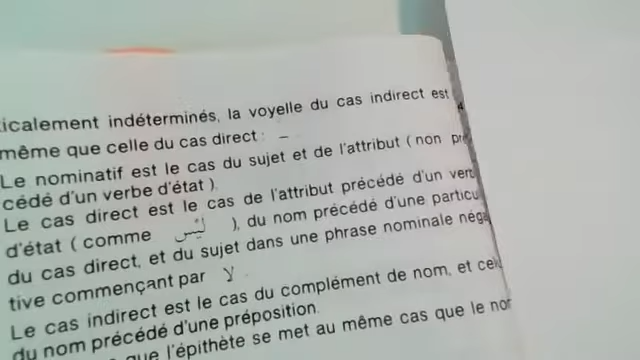 indéterminés, la voyelle du cas indirect est
même que celle du cas direct : –
Le nominatif est le cas du sujet et de l'attribut ( non
cédé d'un verbe d'état ).
Le cas direct est le cas de l'attribut précédé d'un
d'état ( comme لَيْسَ ), du nom précédé d'une
du cas direct, et du sujet dans une phrase nominale
tive commençant par لا
Le cas indirect est le cas du complément de nom, et
du nom précédé d'une préposition.
que l'épithète se met au même cas que le